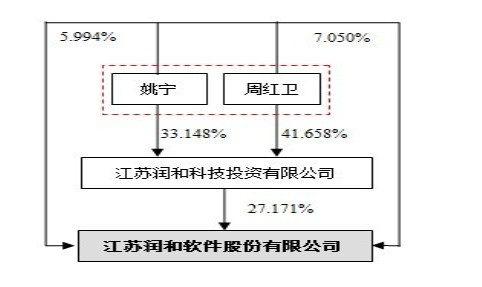 5.994% 7.050%
姚宁 周红卫
33.148% 41.658%
江苏润和科技投资有限公司
27.171%
江苏润和软件股份有限公司